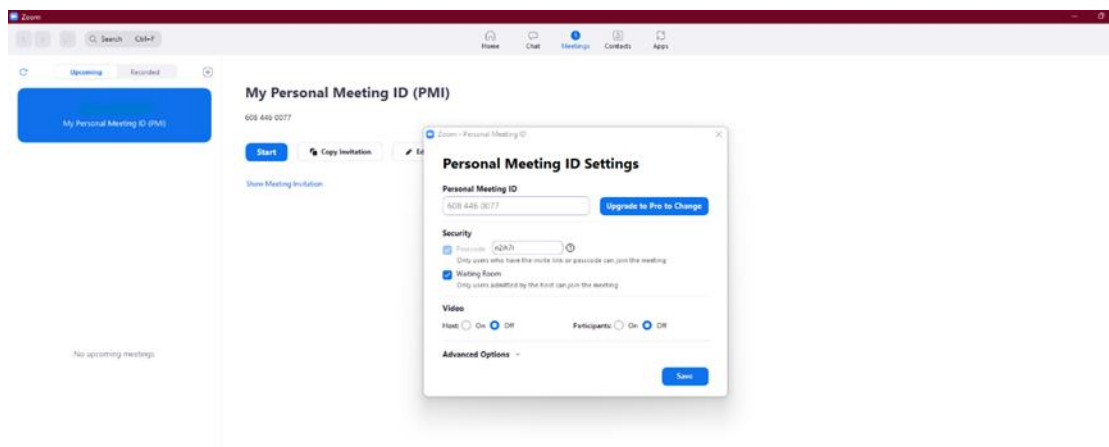 Zoom
Search Ctrl+F
Home
Chat
Meetings
Contacts
Apps
Upcoming
Recorded
My Personal Meeting ID (PMI)
No upcoming meetings
My Personal Meeting ID (PMI)
608 446 0077
Start
Copy Invitation
Show Meeting Invitation
Zoom - Personal Meeting ID
Personal Meeting ID Settings
Personal Meeting ID
608 446 0077
Upgrade to Pro to Change
Security
Passcode
Only users who have the invite link or passcode can join the meeting
Waiting Room
Only users admitted by the host can join the meeting
Video
Host: On Off Participants: On Off
Advanced Options
Save